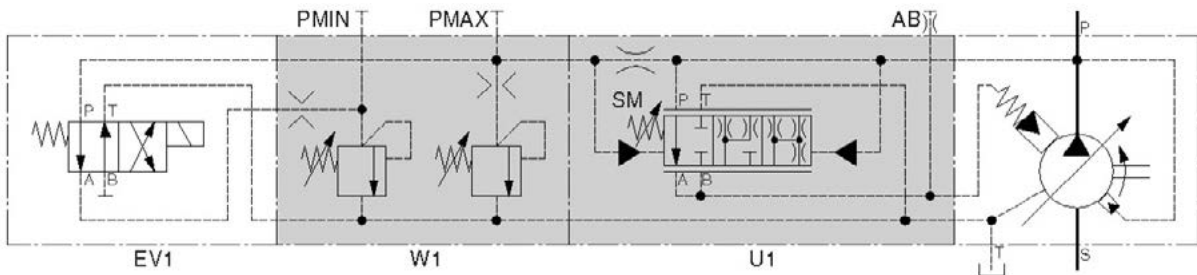 PMIN PMAX AB P
P T SM P T
A B A B
T S
EV1 W1 U1